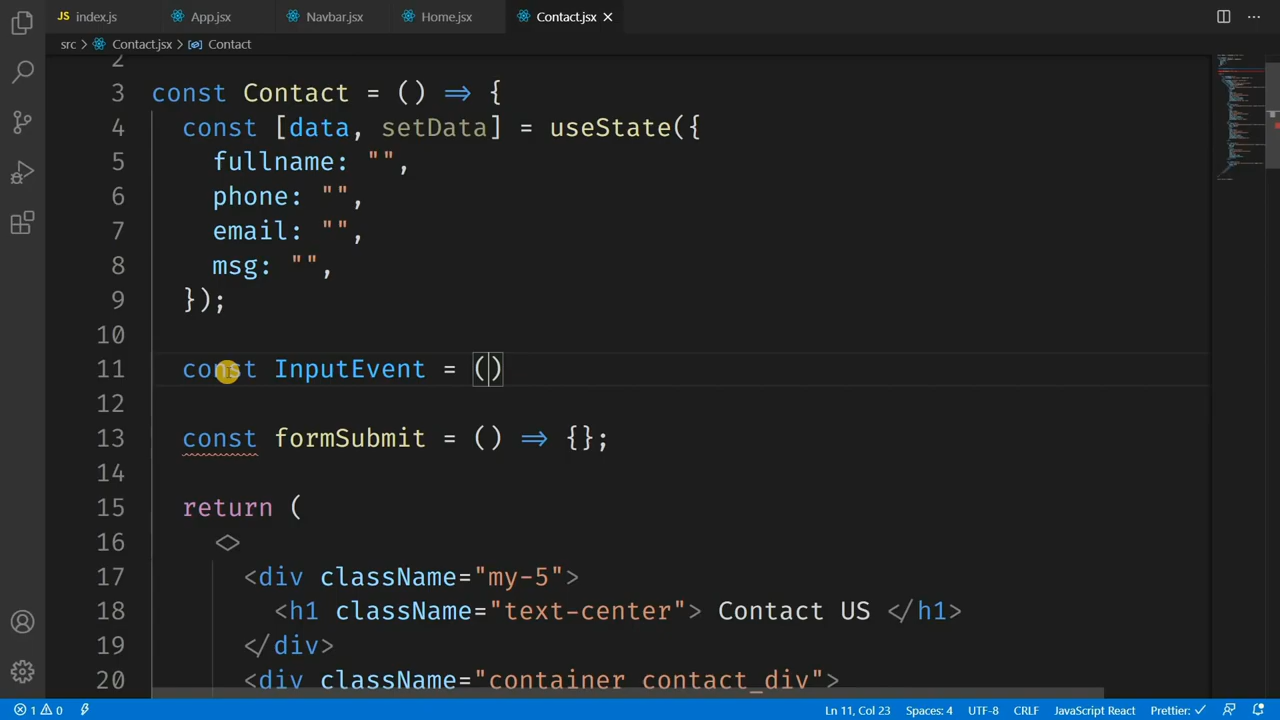 JS index.js App.jsx Navbar.jsx Home.jsx Contact.jsx
src > Contact.jsx > Contact
2
3 const Contact = () => {
4 const [data, setData] = useState({
5 fullname: "",
6 phone: "",
7 email: "",
8 msg: "",
9 });
10
11 const InputEvent = ()
12
13 const formSubmit = () => {};
14
15 return (
16 <>
17 <div className="my-5">
18 <h1 className="text-center"> Contact US </h1>
19 </div>
20 <div className="container contact_div">
1 0 Ln 11, Col 23 Spaces: 4 UTF-8 CRLF JavaScript React Prettier: ✓